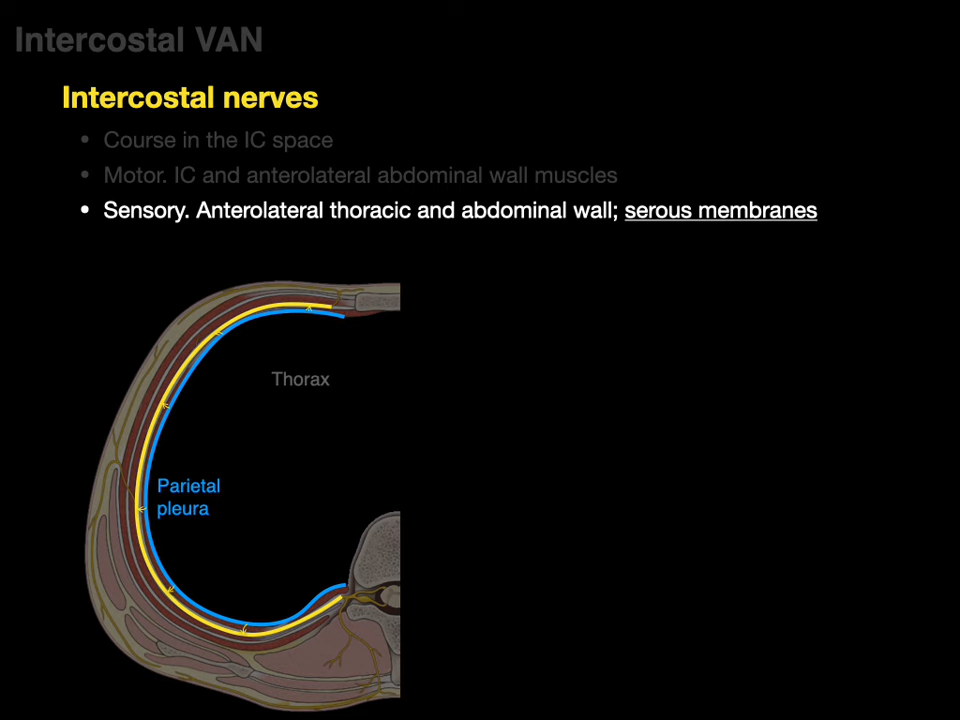 Intercostal VAN
Intercostal nerves
• Course in the IC space
• Motor. IC and anterolateral abdominal wall muscles
• Sensory. Anterolateral thoracic and abdominal wall; serous membranes
Thorax
Parietal
pleura